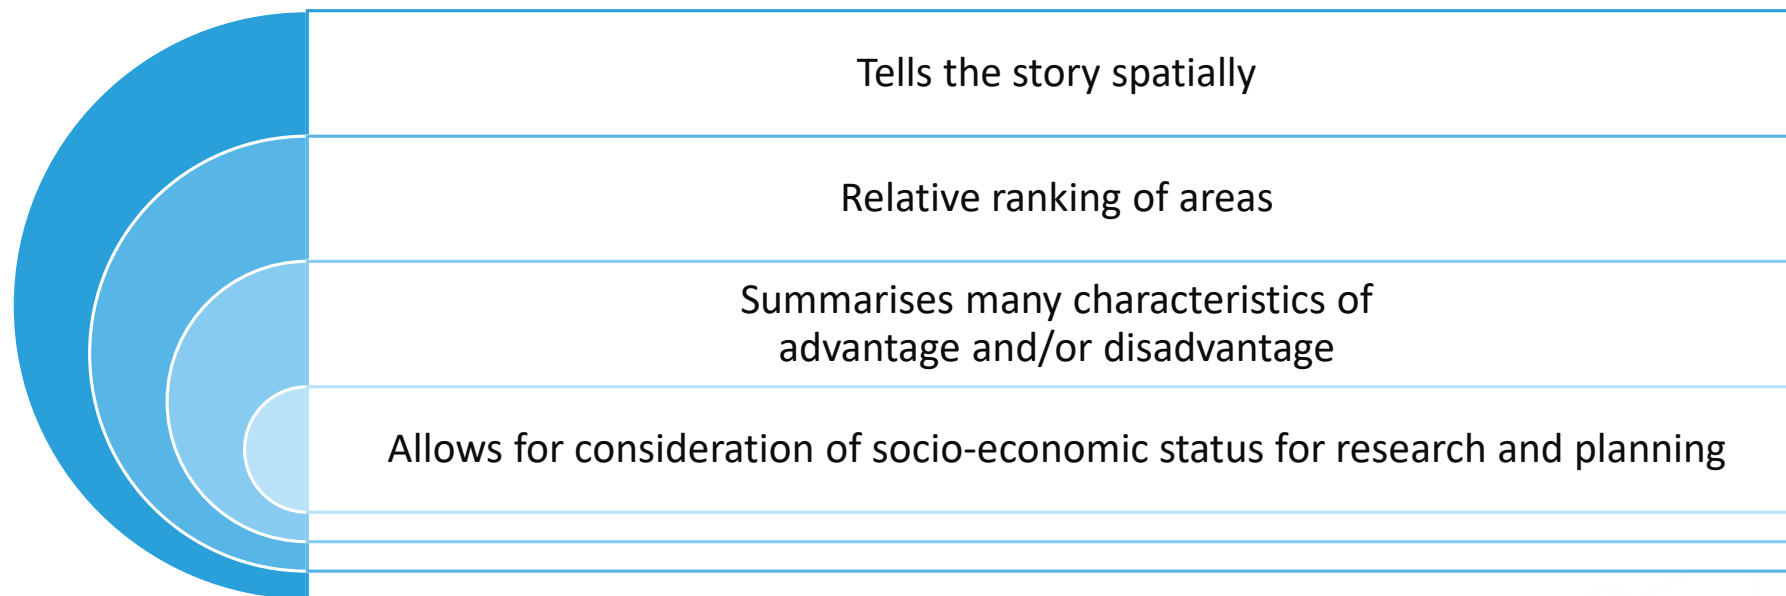 Tells the story spatially
Relative ranking of areas
Summarises many characteristics of
advantage and/or disadvantage
Allows for consideration of socio-economic status for research and planning